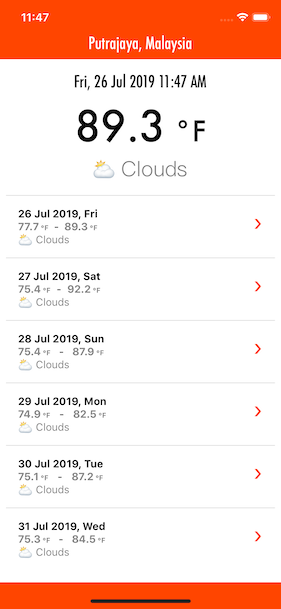 11:47
Putrajaya, Malaysia
Fri, 26 Jul 2019 11:47 AM
89.3 °F
Clouds
26 Jul 2019, Fri
77.7 °F - 89.3 °F
Clouds
27 Jul 2019, Sat
75.4 °F - 92.2 °F
Clouds
28 Jul 2019, Sun
75.4 °F - 87.9 °F
Clouds
29 Jul 2019, Mon
74.9 °F - 82.5 °F
Clouds
30 Jul 2019, Tue
75.1 °F - 87.2 °F
Clouds
31 Jul 2019, Wed
75.3 °F - 84.5 °F
Clouds